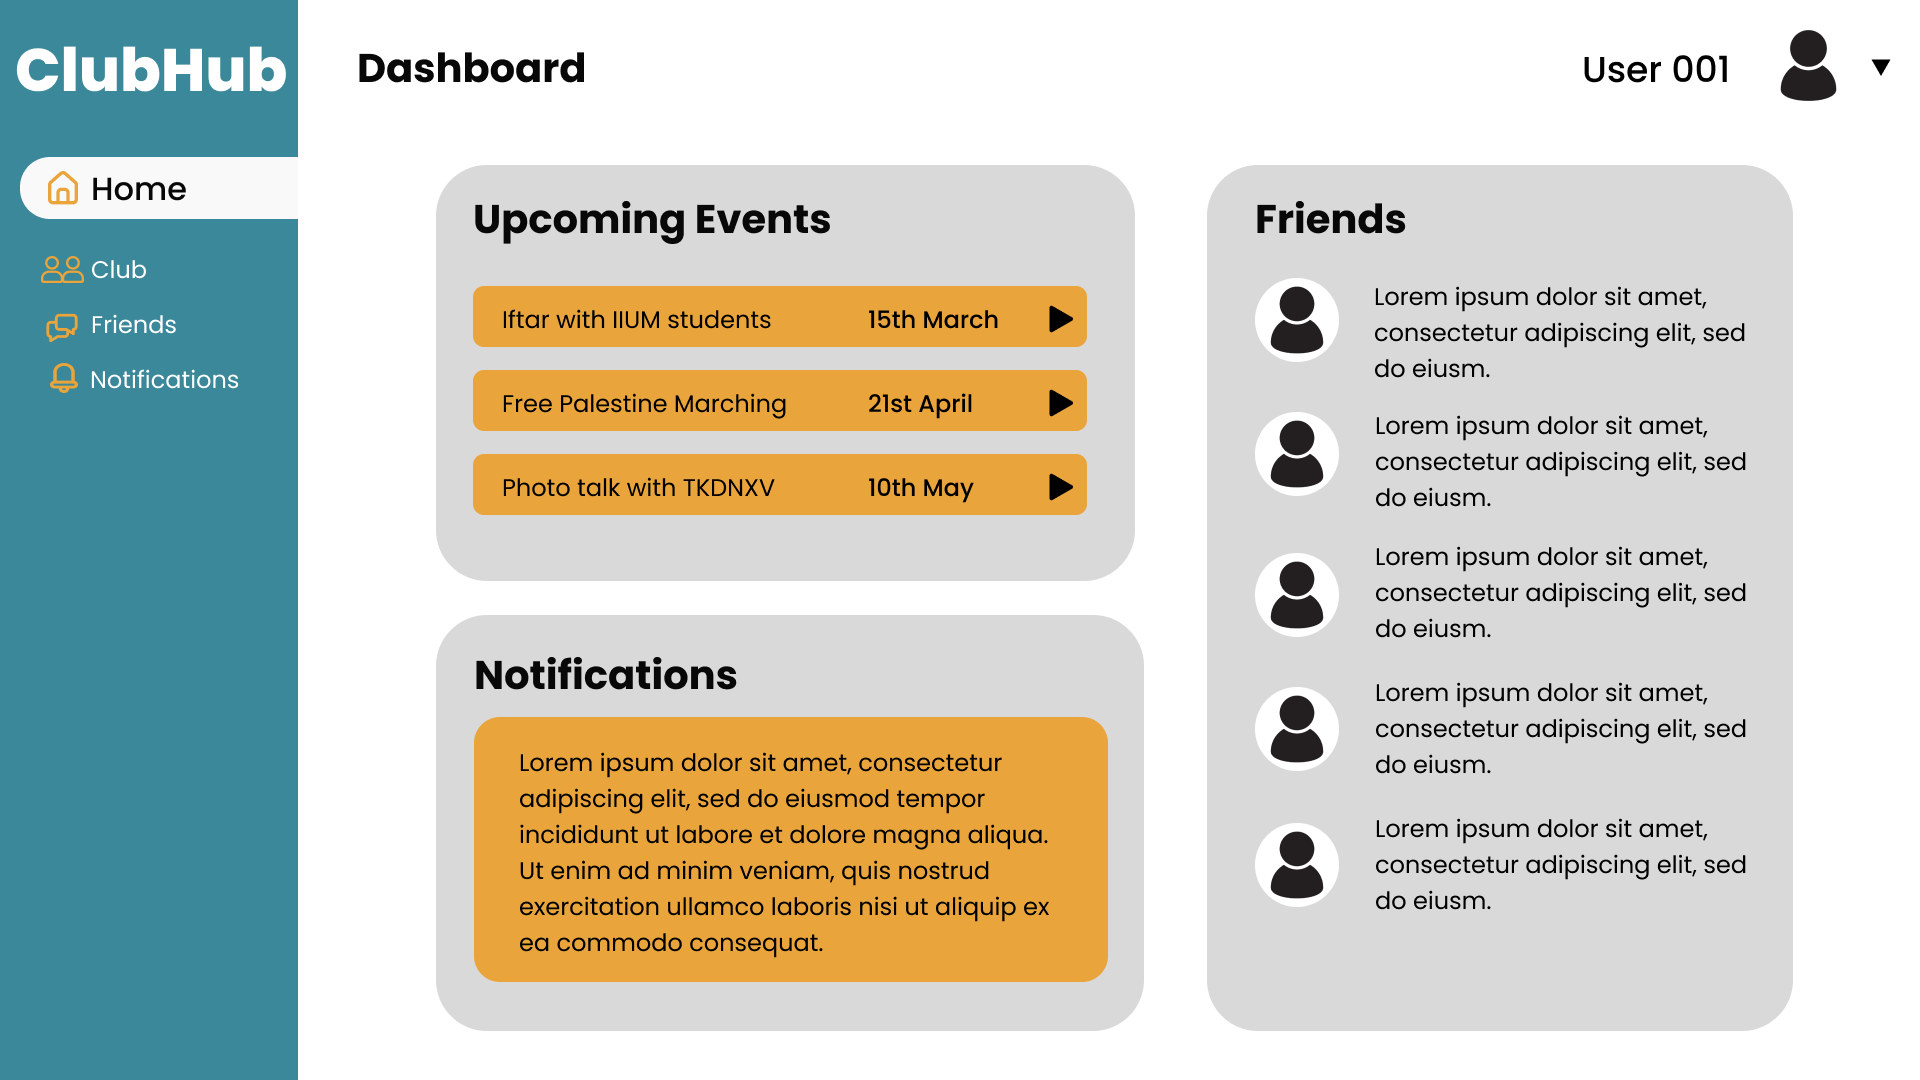 ClubHub
Home
Club
Friends
Notifications
Dashboard
User 001
Upcoming Events
Iftar with IIUM students 15th March
Free Palestine Marching 21st April
Photo talk with TKDNXV 10th May
Notifications
Lorem ipsum dolor sit amet, consectetur
adipiscing elit, sed do eiusmod tempor
incididunt ut labore et dolore magna aliqua.
Ut enim ad minim veniam, quis nostrud
exercitation ullamco laboris nisi ut aliquip ex
ea commodo consequat.
Friends
Lorem ipsum dolor sit amet,
consectetur adipiscing elit, sed
do eiusm.
Lorem ipsum dolor sit amet,
consectetur adipiscing elit, sed
do eiusm.
Lorem ipsum dolor sit amet,
consectetur adipiscing elit, sed
do eiusm.
Lorem ipsum dolor sit amet,
consectetur adipiscing elit, sed
do eiusm.
Lorem ipsum dolor sit amet,
consectetur adipiscing elit, sed
do eiusm.